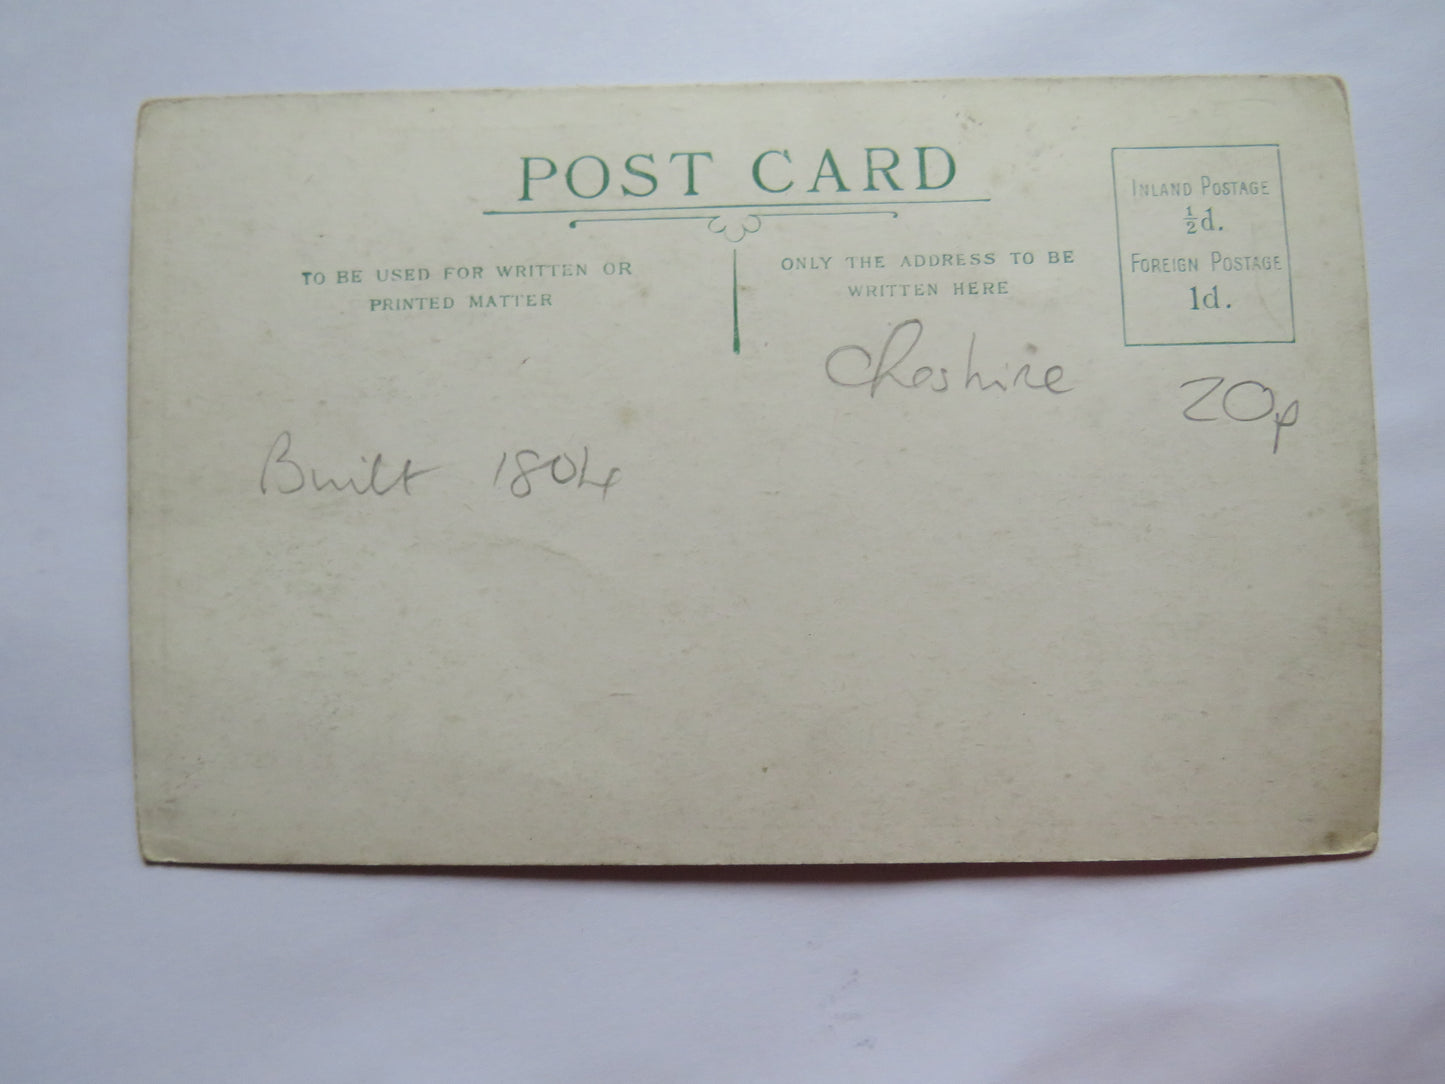 POST CARD
TO BE USED FOR WRITTEN OR
PRINTED MATTER
ONLY THE ADDRESS TO BE
WRITTEN HERE
INLAND POSTAGE
½d.
FOREIGN POSTAGE
1d.
Cheshire
20p
Built 1804